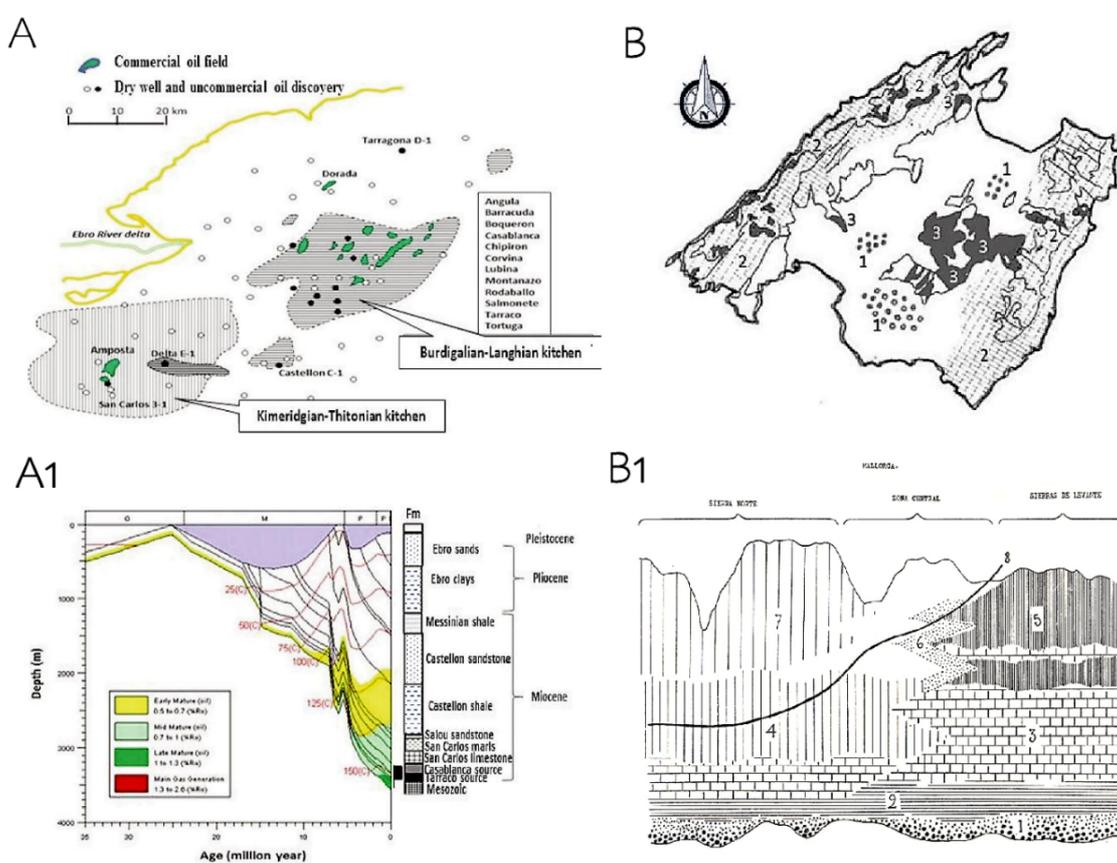 A
Commercial oil field
Dry well and uncommercial oil discovery
0 10 20 km
Tarragona D-1
Dorada
Ebro River delta
Angula
Barracuda
Boqueron
Casablanca
Chipiron
Corvina
Lubina
Montanazo
Rodaballo
Salmonete
Tarraco
Tortuga
Burdigalian-Langhian kitchen
Amposta
Delta E-1
Castellon C-1
San Carlos 3-1
Kimeridgian-Thitonian kitchen
B
N
2
3
2
1
3
2
1
3
3
3
2
1
3
2
2
A1
O M P P
Fm
0
1000
2000
3000
4000
Depth (m)
25(C)
50(C)
75(C)
100(C)
125(C)
150(C)
Early Mature (oil)
0.5 to 0.7 (%Ro)
Mid Mature (oil)
0.7 to 1 (%Ro)
Late Mature (oil)
1 to 1.3 (%Ro)
Main Gas Generation
1.3 to 2.6 (%Ro)
25 20 10 0
Age (million year)
Ebro sands
Ebro clays
Messinian shale
Castellon sandstone
Castellon shale
Salou sandstone
San Carlos marls
San Carlos limestone
Casablanca source
Tarraco source
Mesozoic
Pleistocene
Pliocene
Miocene
B1
MALLORCA.
SIERRA NORTE ZONA CENTRAL SIERRAS DE LEVANTE
8
7
5
6
4
3
2
1